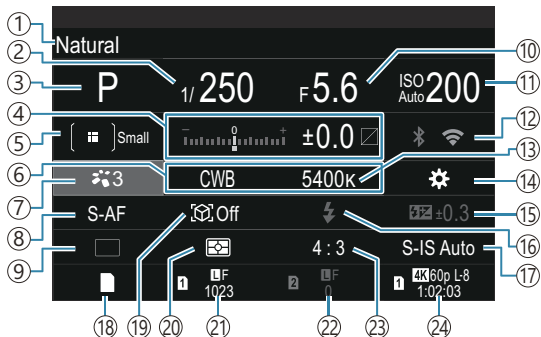 ① Natural
② ③ P 1/250 F5.6 ISO Auto 200 ⑩ ⑪
④ − 0 + ±0.0
⑤ Small ⑫
⑥ CWB 5400K ⑬
⑦ 3 ⑭
⑧ S-AF Off ±0.3 ⑮
⑨ 4:3 S-IS Auto ⑯ ⑰
1 LF 1023 2 LF 0 1 4K 60p L-8 1:02:03
⑱ ⑲ ⑳ ㉑ ㉒ ㉓ ㉔